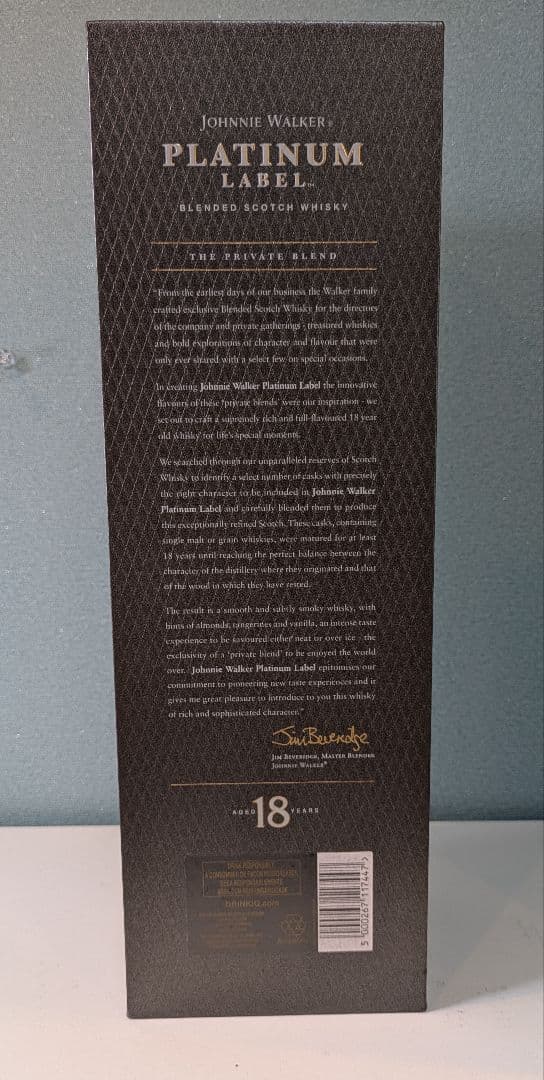 JOHNNIE WALKER®
PLATINUM
LABEL™
BLENDED SCOTCH WHISKY
THE PRIVATE BLEND
"From the earliest days of our business the Walker family
crafted exclusive Blended Scotch Whisky for the directors
of the company and private gatherings - treasured whiskies
and bold explorations of character and flavour that were
only ever shared with a select few on special occasions.
In creating Johnnie Walker Platinum Label the innovative
flavours of these 'private blends' were our inspiration - we
set out to craft a supremely rich and full-flavoured 18 year
old whisky for life's special moments.
We searched through our unparalleled reserves of Scotch
Whisky to identify a select number of casks with precisely
the right character to be included in Johnnie Walker
Platinum Label and carefully blended them to produce
this exceptionally refined Scotch. These casks, containing
single malt or grain whiskies, were matured for at least
18 years until reaching the perfect balance between the
character of the distillery where they originated and that
of the wood in which they have rested.
The result is a smooth and subtly smoky whisky, with
hints of almonds, tangerines and vanilla, an intense taste
experience to be savoured either neat or over ice - the
exclusivity of a 'private blend' to be enjoyed the world
over. Johnnie Walker Platinum Label epitomises our
commitment to pioneering new taste experiences and it
gives me great pleasure to introduce to you this whisky
of rich and sophisticated character."
Jim Beveridge
JIM BEVERIDGE, MASTER BLENDER
JOHNNIE WALKER®
AGED 18 YEARS
DRINK RESPONSIBLY
DRINKiQ.com
5 000267 117447 >